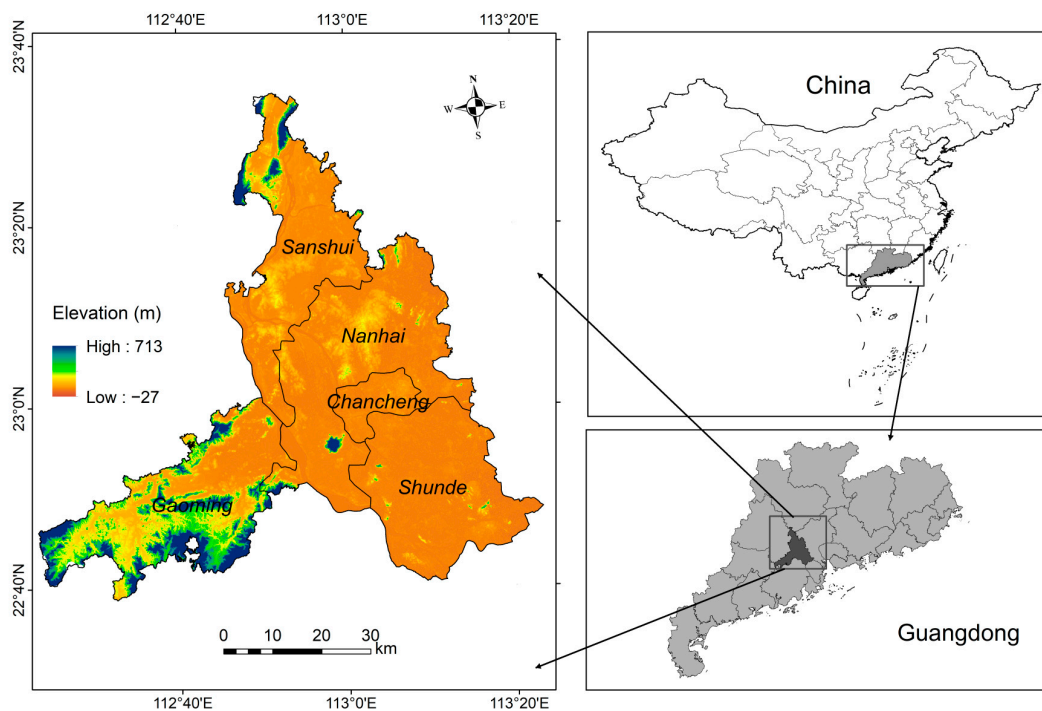 112°40'E
113°0'E
113°20'E
23°40'N
23°20'N
23°0'N
22°40'N
N
W
E
S
Sanshui
Nanhai
Chancheng
Shunde
Gaoming
Elevation (m)
High : 713
Low : −27
0 10 20 30
km
112°40'E
113°0'E
113°20'E
China
Guangdong